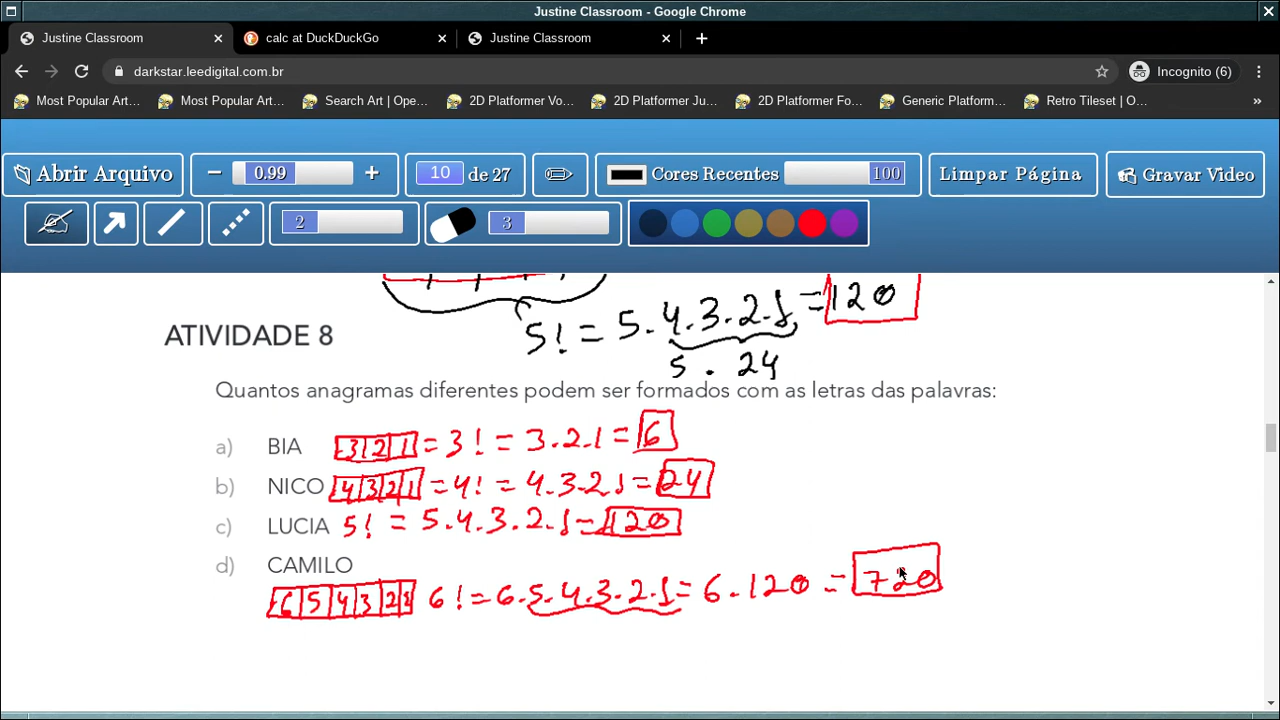 Justine Classroom - Google Chrome
Justine Classroom
calc at DuckDuckGo
Justine Classroom
darkstar.leedigital.com.br
Incognito (6)
Most Popular Art...
Most Popular Art...
Search Art | Ope...
2D Platformer Vo...
2D Platformer Ju...
2D Platformer Fo...
Generic Platform...
Retro Tileset | O...
»
Abrir Arquivo
− 0.99 +
10 de 27
Cores Recentes 100
Limpar Página
Gravar Video
2
3
5! = 5.4.3.2.1 = 120
5 . 24
ATIVIDADE 8
Quantos anagramas diferentes podem ser formados com as letras das palavras:
a) BIA 3 2 1 = 3! = 3.2.1 = 6
b) NICO 4 3 2 1 = 4! = 4.3.2.1 = 24
c) LUCIA 5! = 5.4.3.2.1 = 120
d) CAMILO
6 5 4 3 2 1 6! = 6.5.4.3.2.1 = 6.120 = 720